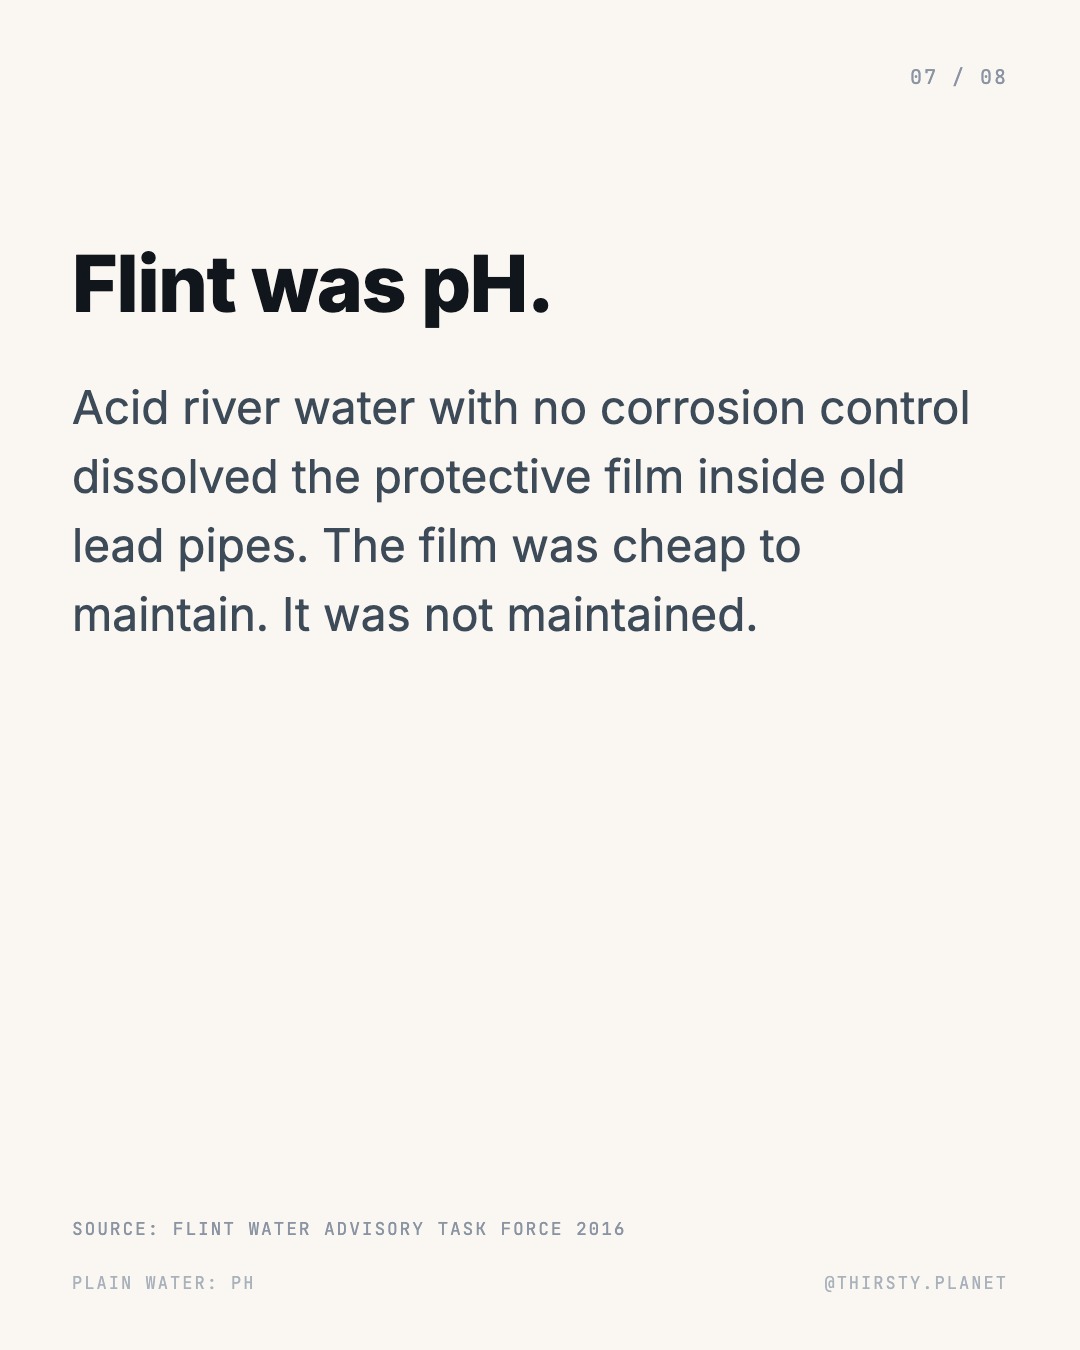 07 / 08
Flint was pH.
Acid river water with no corrosion control
dissolved the protective film inside old
lead pipes. The film was cheap to
maintain. It was not maintained.
SOURCE: FLINT WATER ADVISORY TASK FORCE 2016
PLAIN WATER: PH
@THIRSTY.PLANET